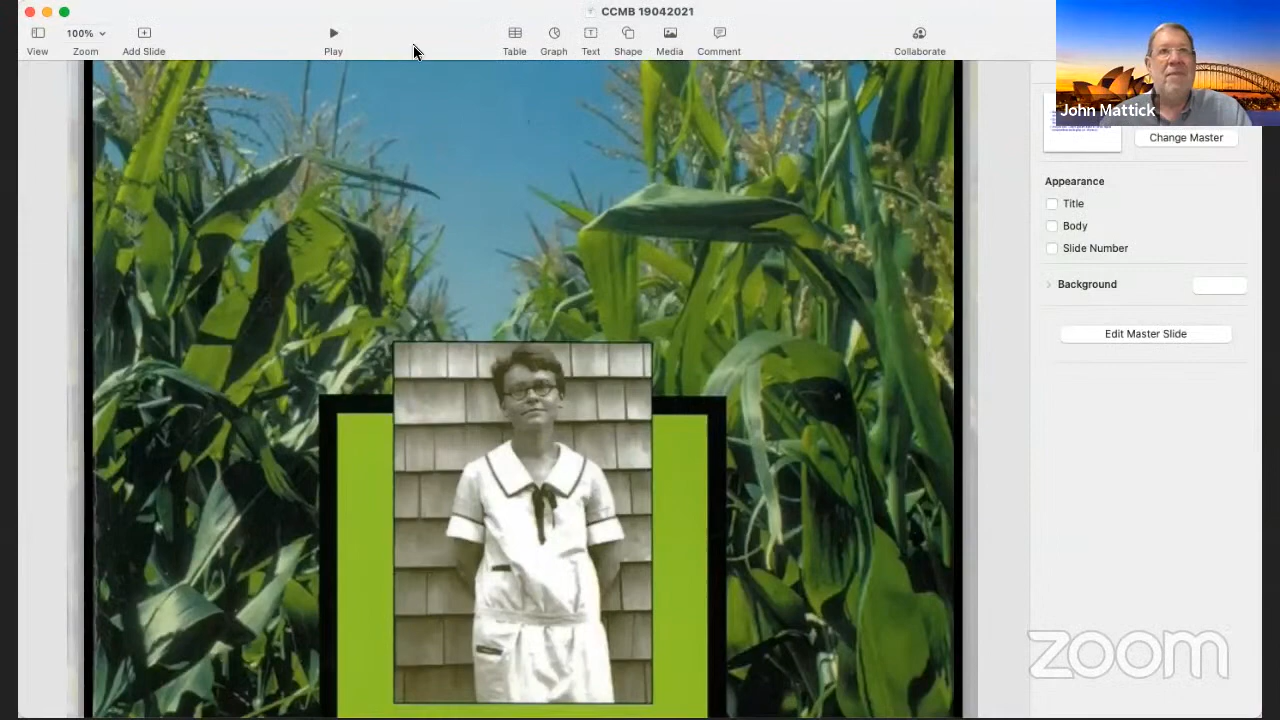 CCMB 19042021
100%
View
Zoom
Add Slide
Play
Table
Graph
Text
Shape
Media
Comment
Collaborate
John Mattick
Change Master
Appearance
Title
Body
Slide Number
Background
Edit Master Slide
zoom